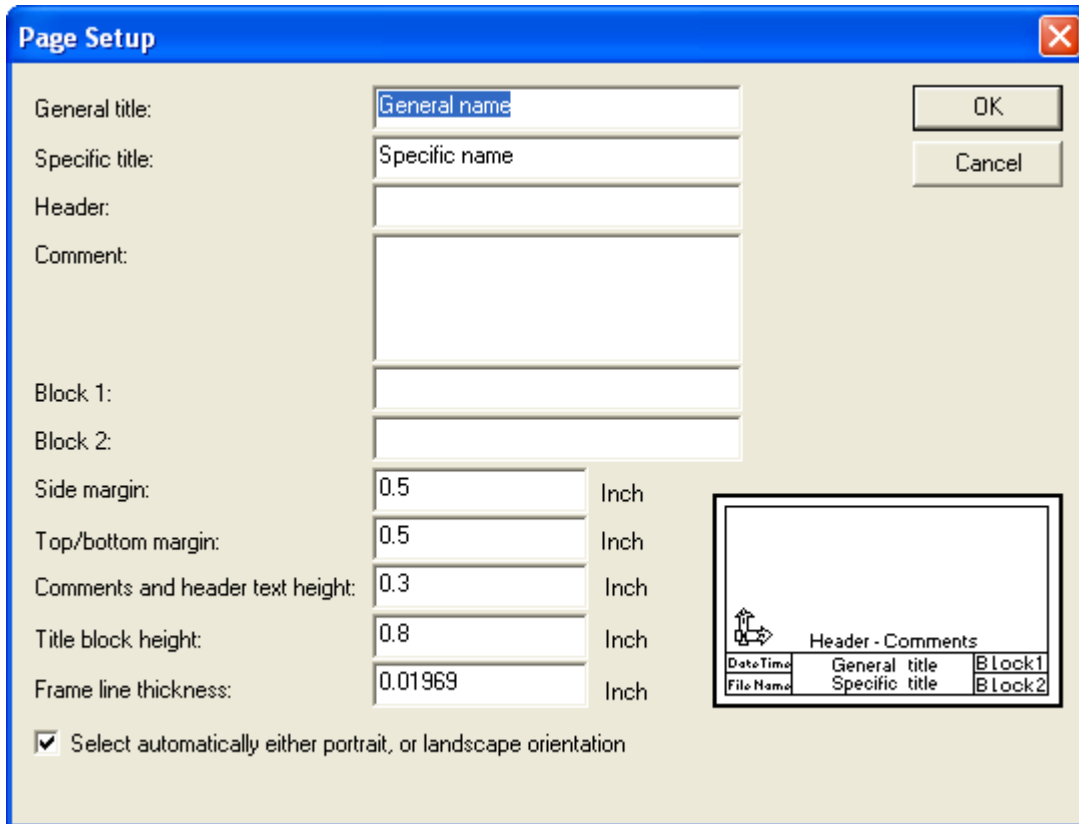 Page Setup
General title: General name OK
Specific title: Specific name Cancel
Header:
Comment:
Block 1:
Block 2:
Side margin: 0.5 Inch
Top/bottom margin: 0.5 Inch
Comments and header text height: 0.3 Inch
Title block height: 0.8 Inch
Frame line thickness: 0.01969 Inch
Header - Comments
DateTime General title Block1
File Name Specific title Block2
Select automatically either portrait, or landscape orientation